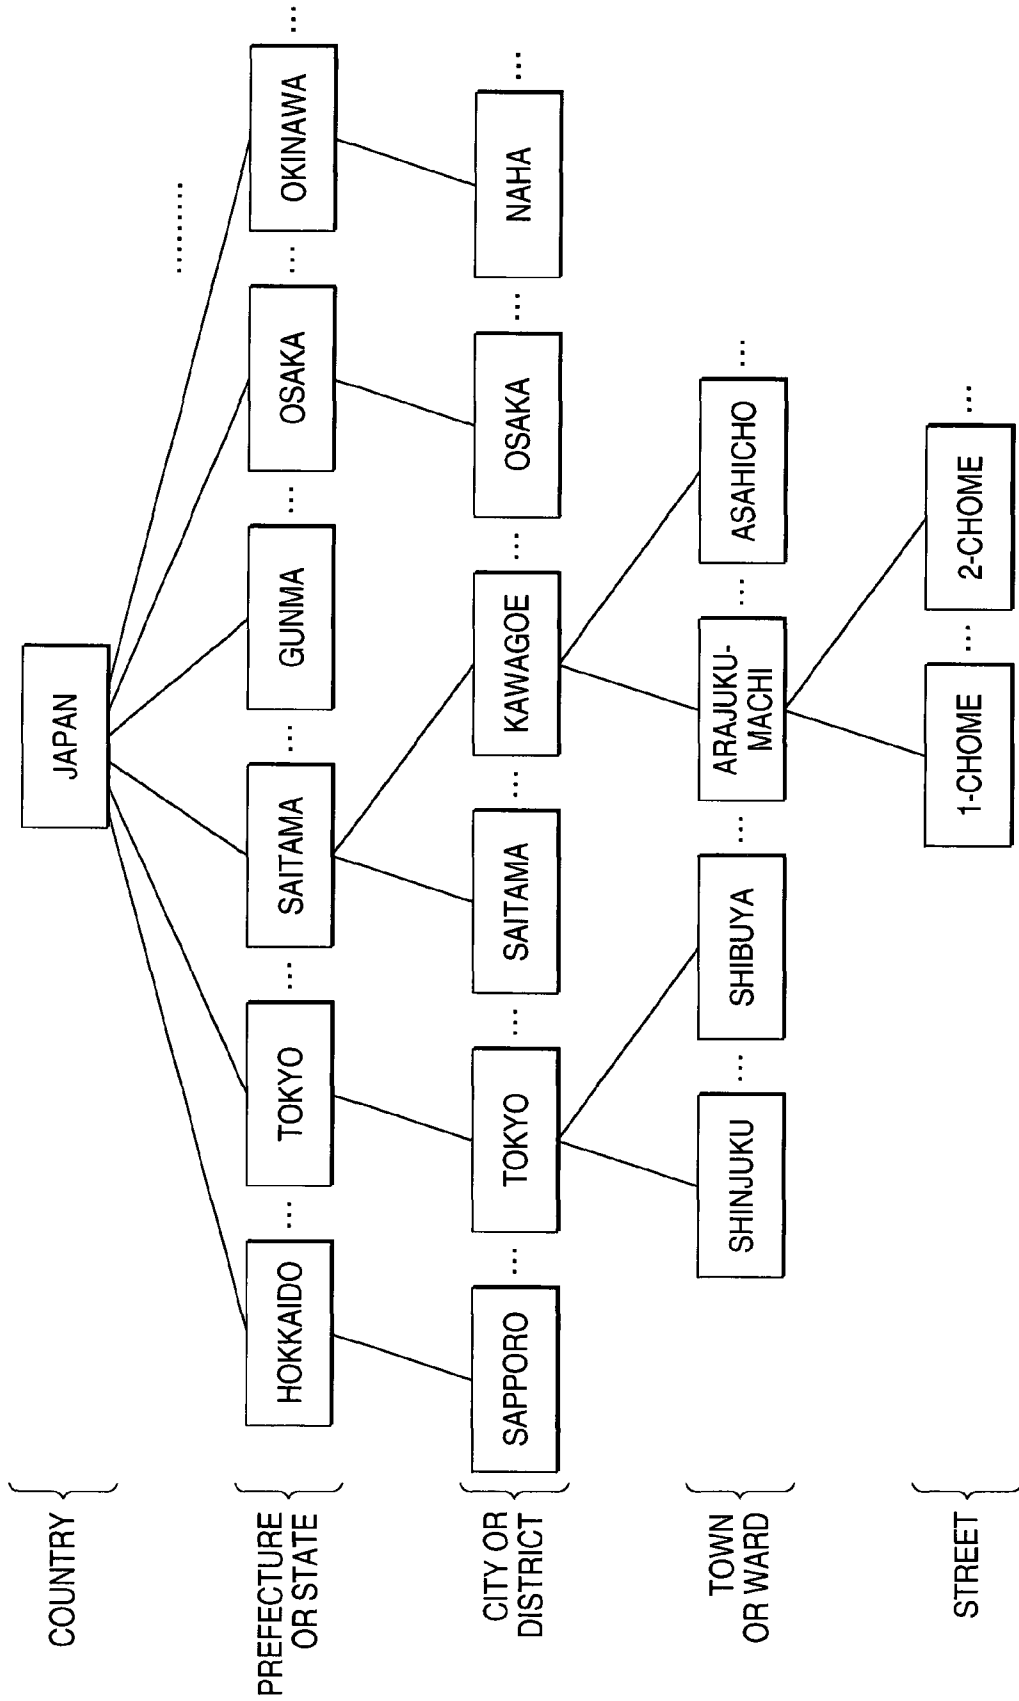 COUNTRY
JAPAN
PREFECTURE
OR STATE
HOKKAIDO
...
TOKYO
...
SAITAMA
...
GUNMA
...
OSAKA
...
OKINAWA
...
.........
CITY OR
DISTRICT
SAPPORO
...
TOKYO
...
SAITAMA
...
KAWAGOE
...
OSAKA
...
NAHA
...
TOWN
OR WARD
SHINJUKU
...
SHIBUYA
...
ARAJUKU-
MACHI
...
ASAHICHO
...
STREET
1-CHOME
...
2-CHOME
...